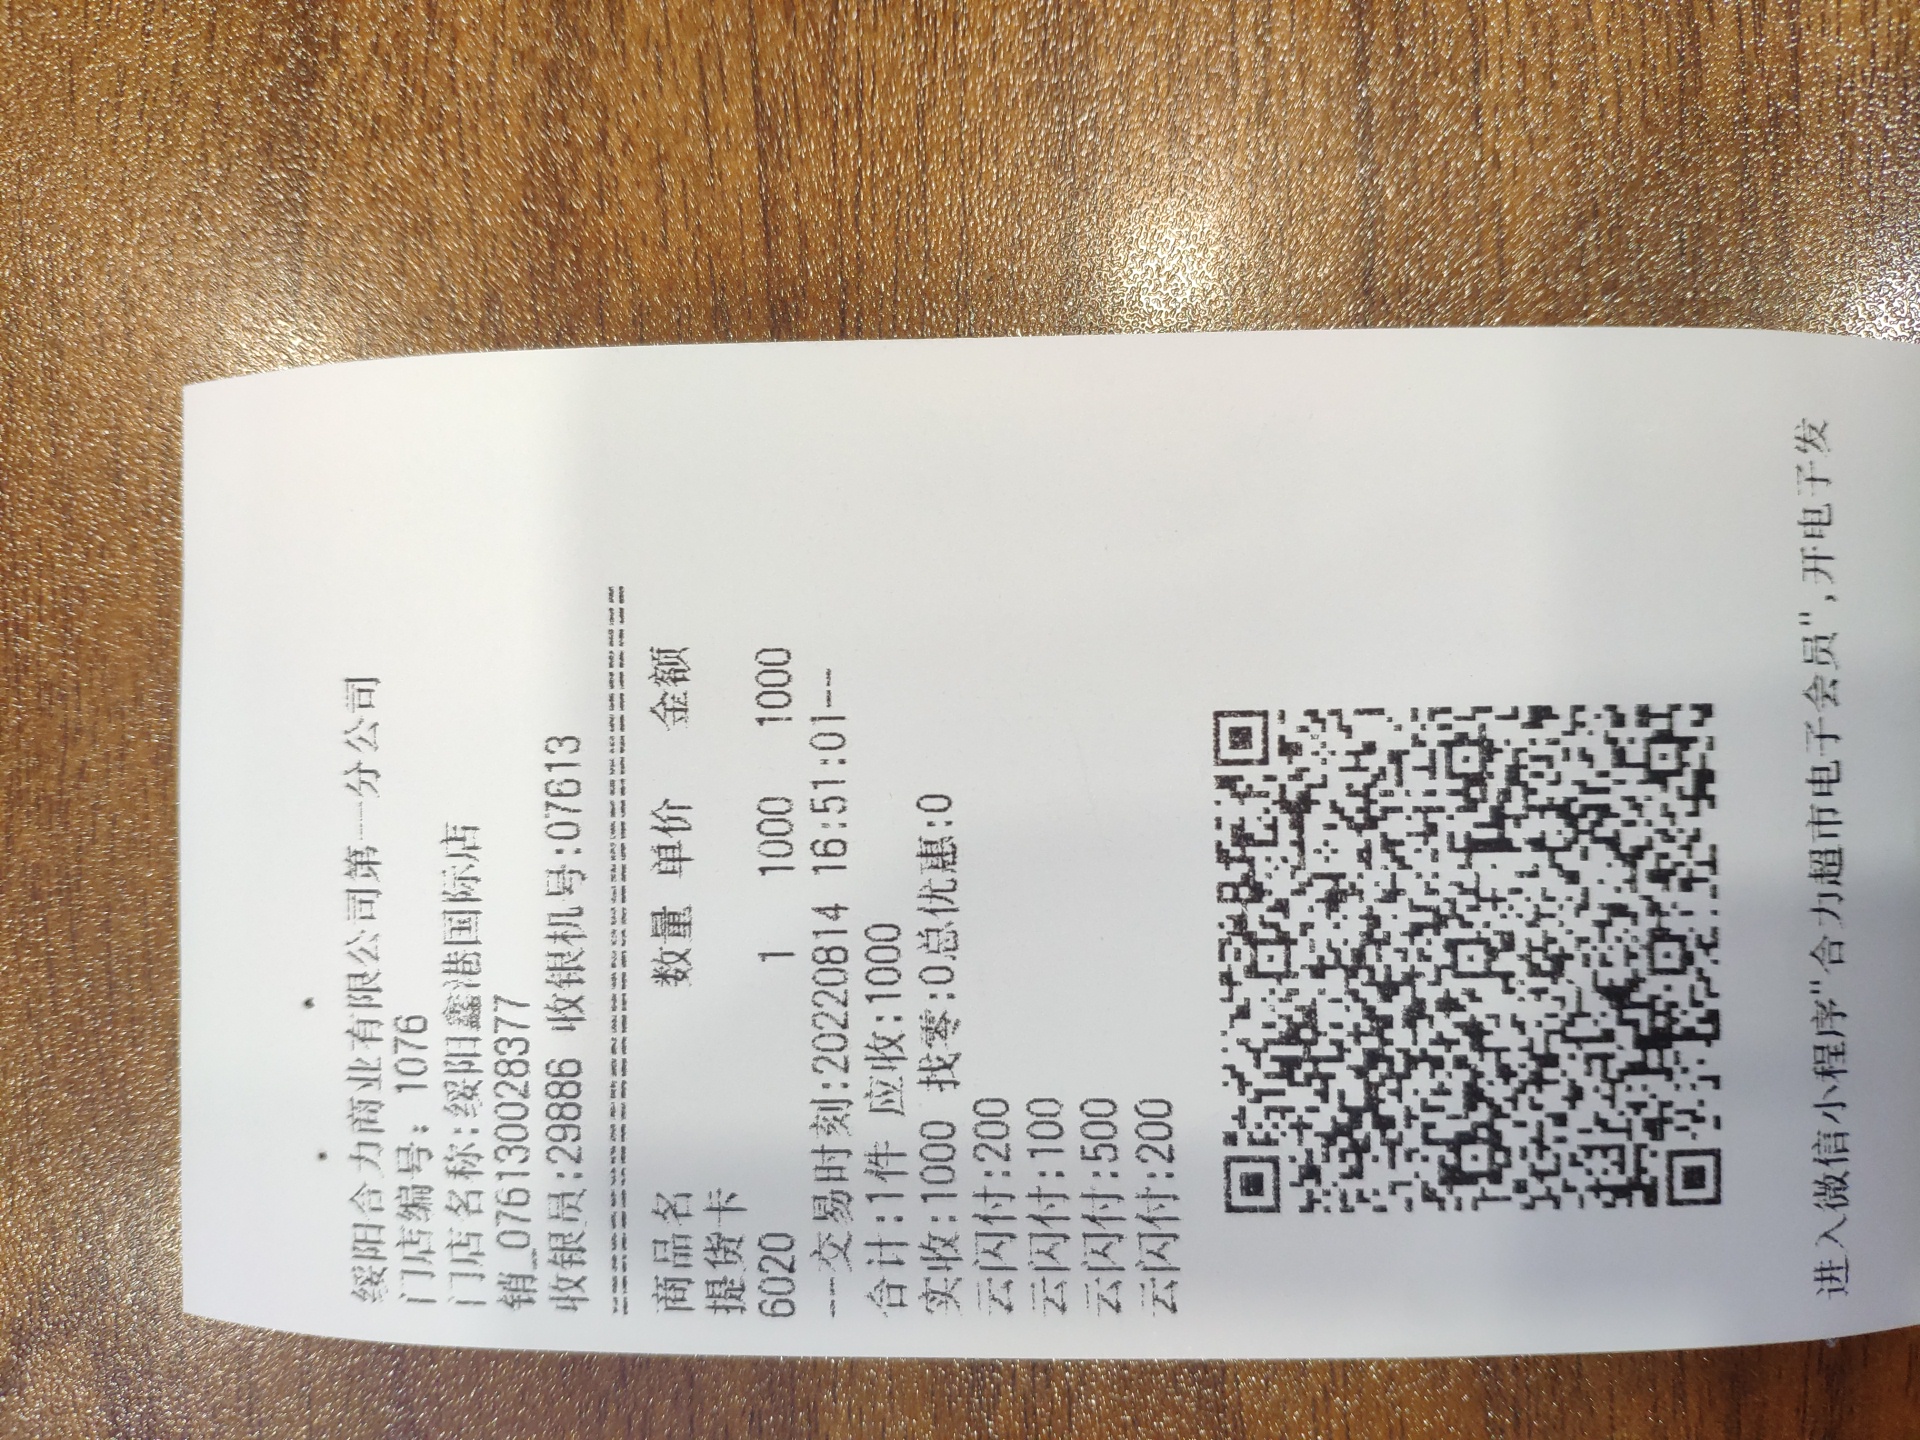 绥阳合力商业有限公司第一分公司
门店编号: 1076
门店名称:绥阳鑫港国际店
销_0761300028377
收银员:29886 收银机号:07613
================================
商品名 数量 单价 金额
提货卡
6020 1 1000 1000
---交易时刻:20220814 16:51:01---
合计:1件 应收:1000
实收:1000 找零:0总优惠:0
云闪付:200
云闪付:100
云闪付:500
云闪付:200
进入微信小程序"合力超市电子会员",开电子发